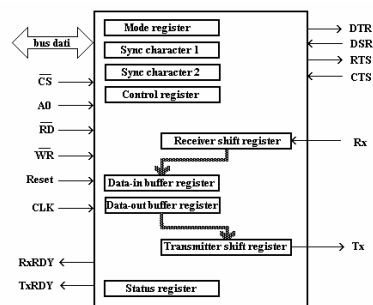 Mode register
DTR
Sync character 1
DSR
bus dati
RTS
Sync character 2
CTS
CS
Control register
A0
RD
Receiver shift register
Rx
WR
Reset
Data-in buffer register
CLK
Data-out buffer register
Transmitter shift register
Tx
RxRDY
TxRDY
Status register